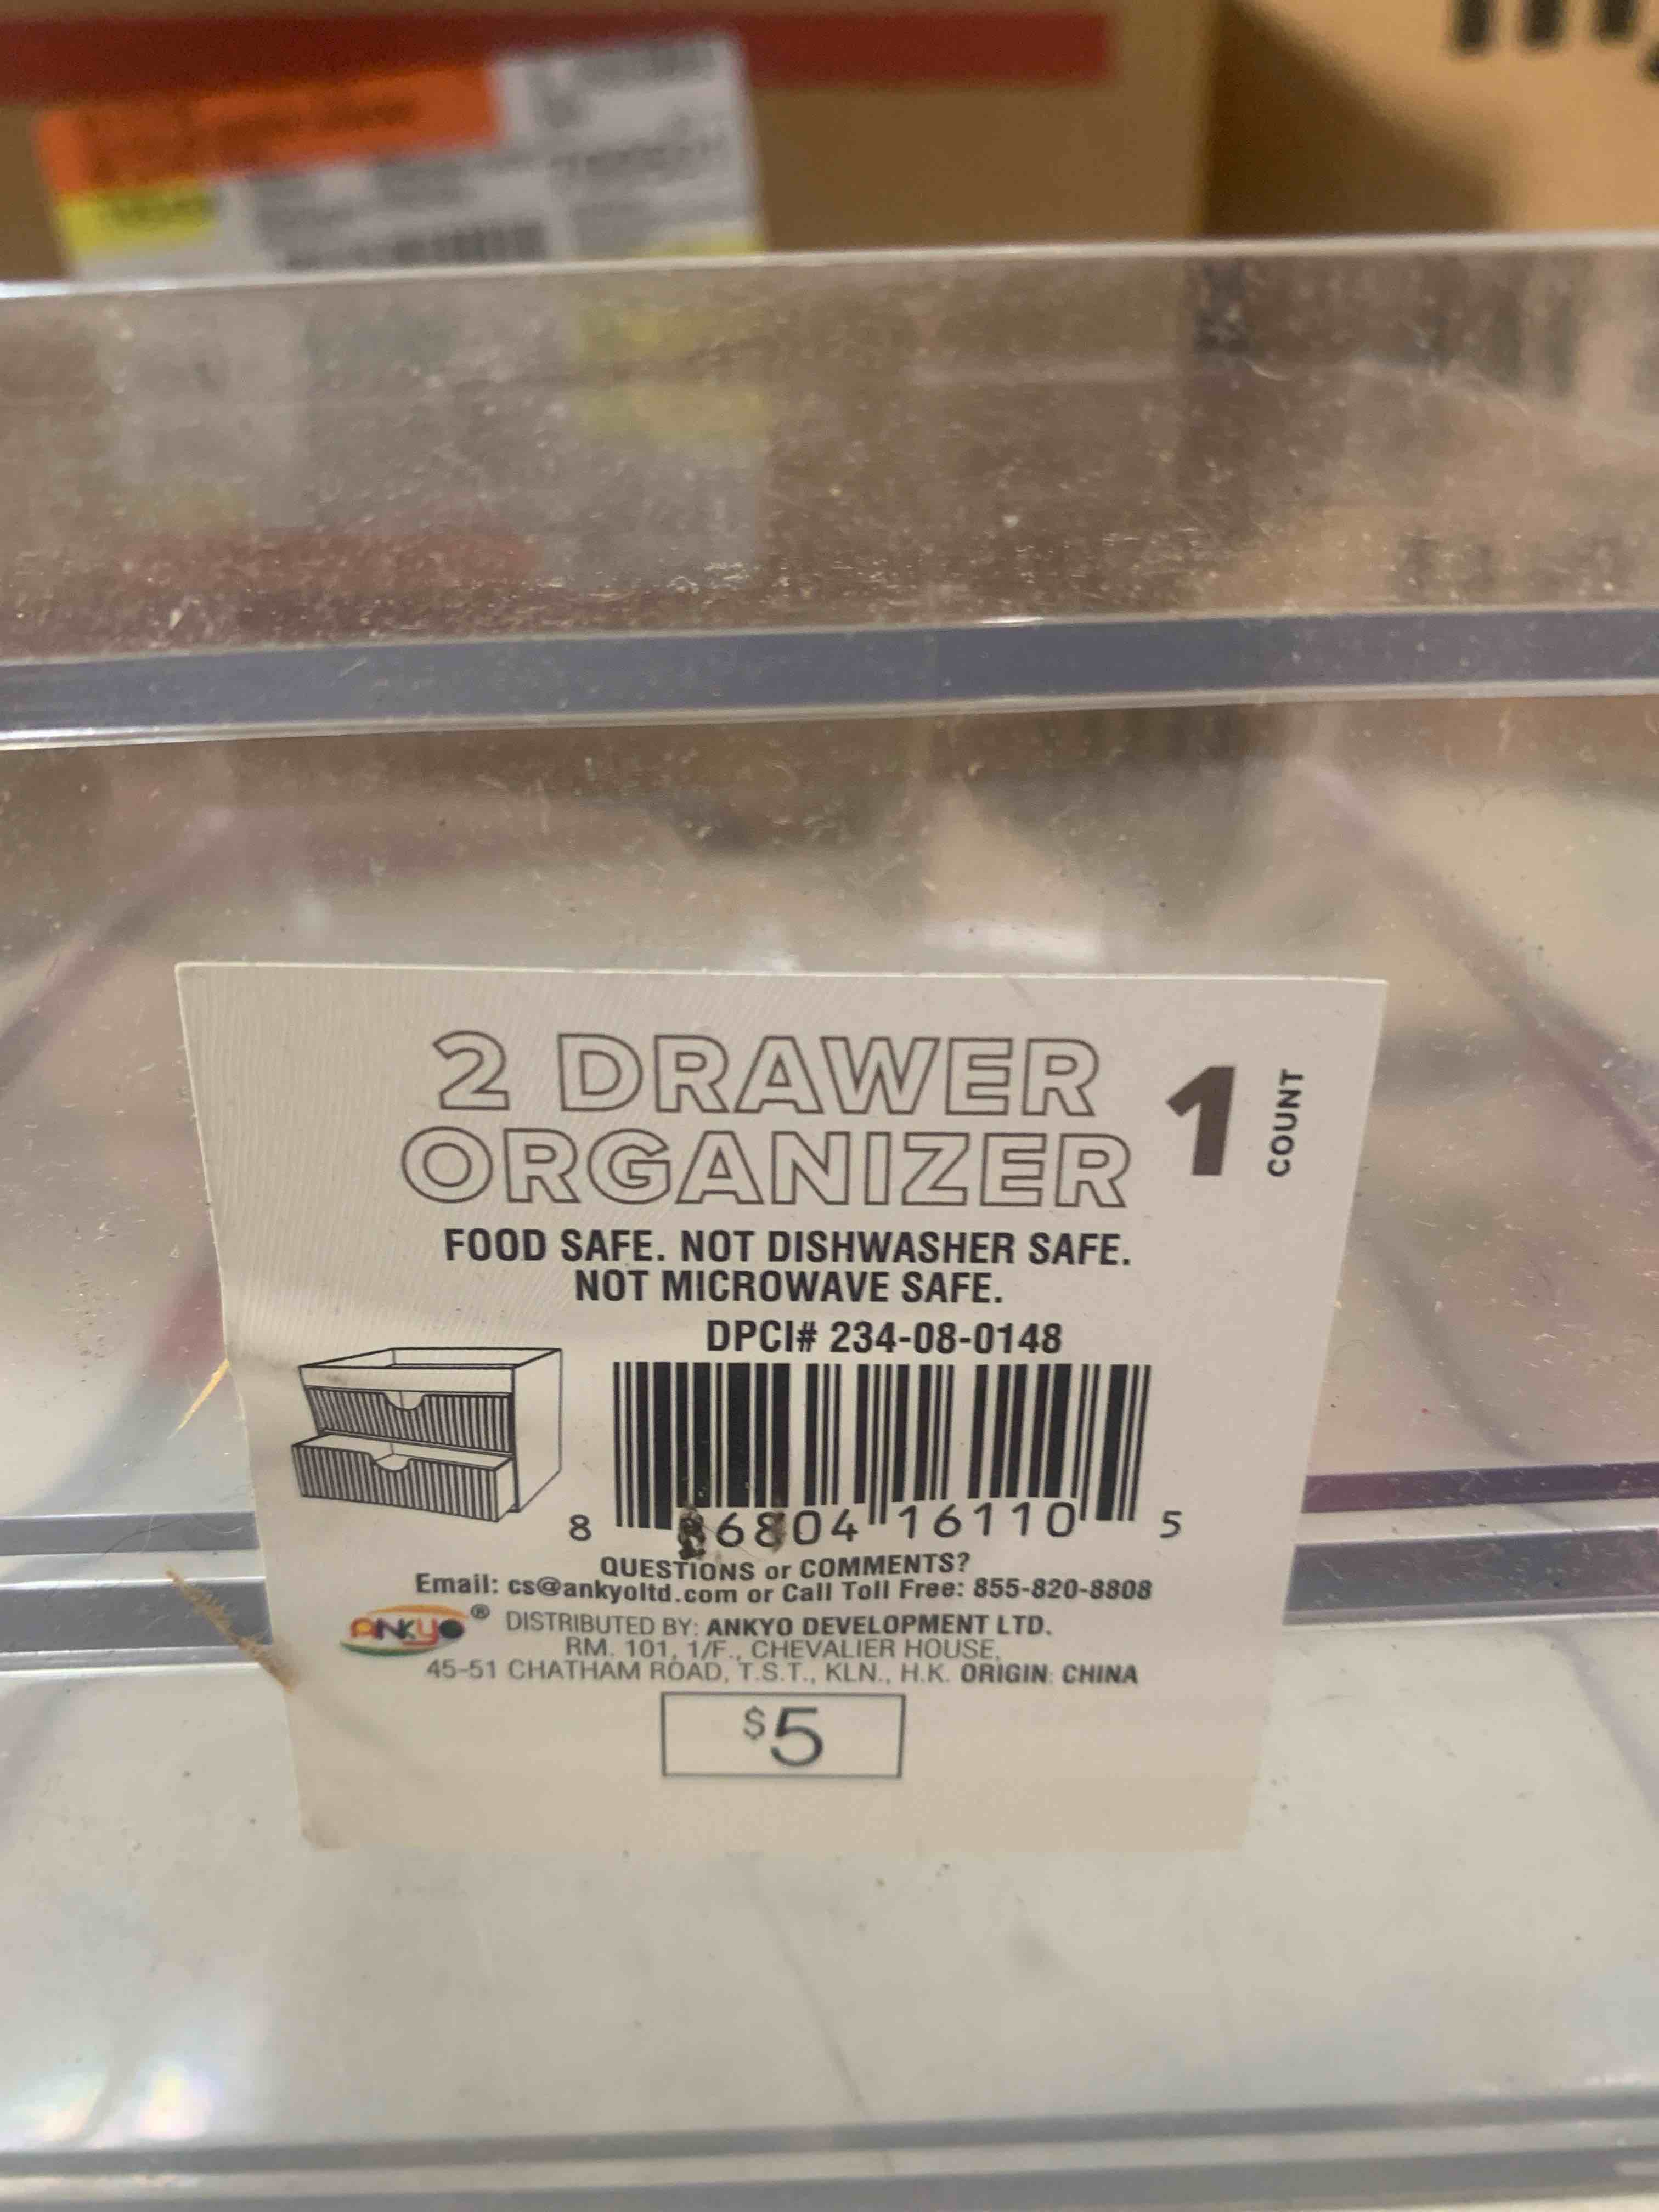 2 DRAWER
ORGANIZER
1
COUNT
FOOD SAFE. NOT DISHWASHER SAFE.
NOT MICROWAVE SAFE.
DPCI# 234-08-0148
8 86804 16110 5
QUESTIONS or COMMENTS?
Email: cs@ankyoltd.com or Call Toll Free: 855-820-8808
ANKYO® DISTRIBUTED BY: ANKYO DEVELOPMENT LTD.
RM. 101, 1/F., CHEVALIER HOUSE,
45-51 CHATHAM ROAD, T.S.T., KLN., H.K. ORIGIN: CHINA
$5